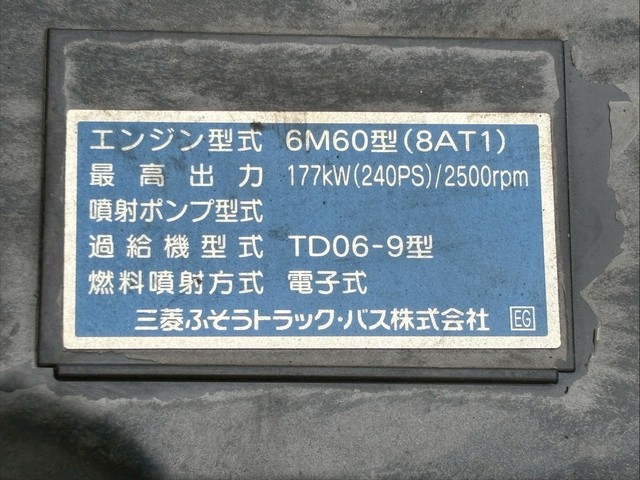 エンジン型式 6M60型(8AT1)
最高出力 177kW(240PS)/2500rpm
噴射ポンプ型式
過給機型式 TD06-9型
燃料噴射方式 電子式
三菱ふそうトラック・バス株式会社 EG